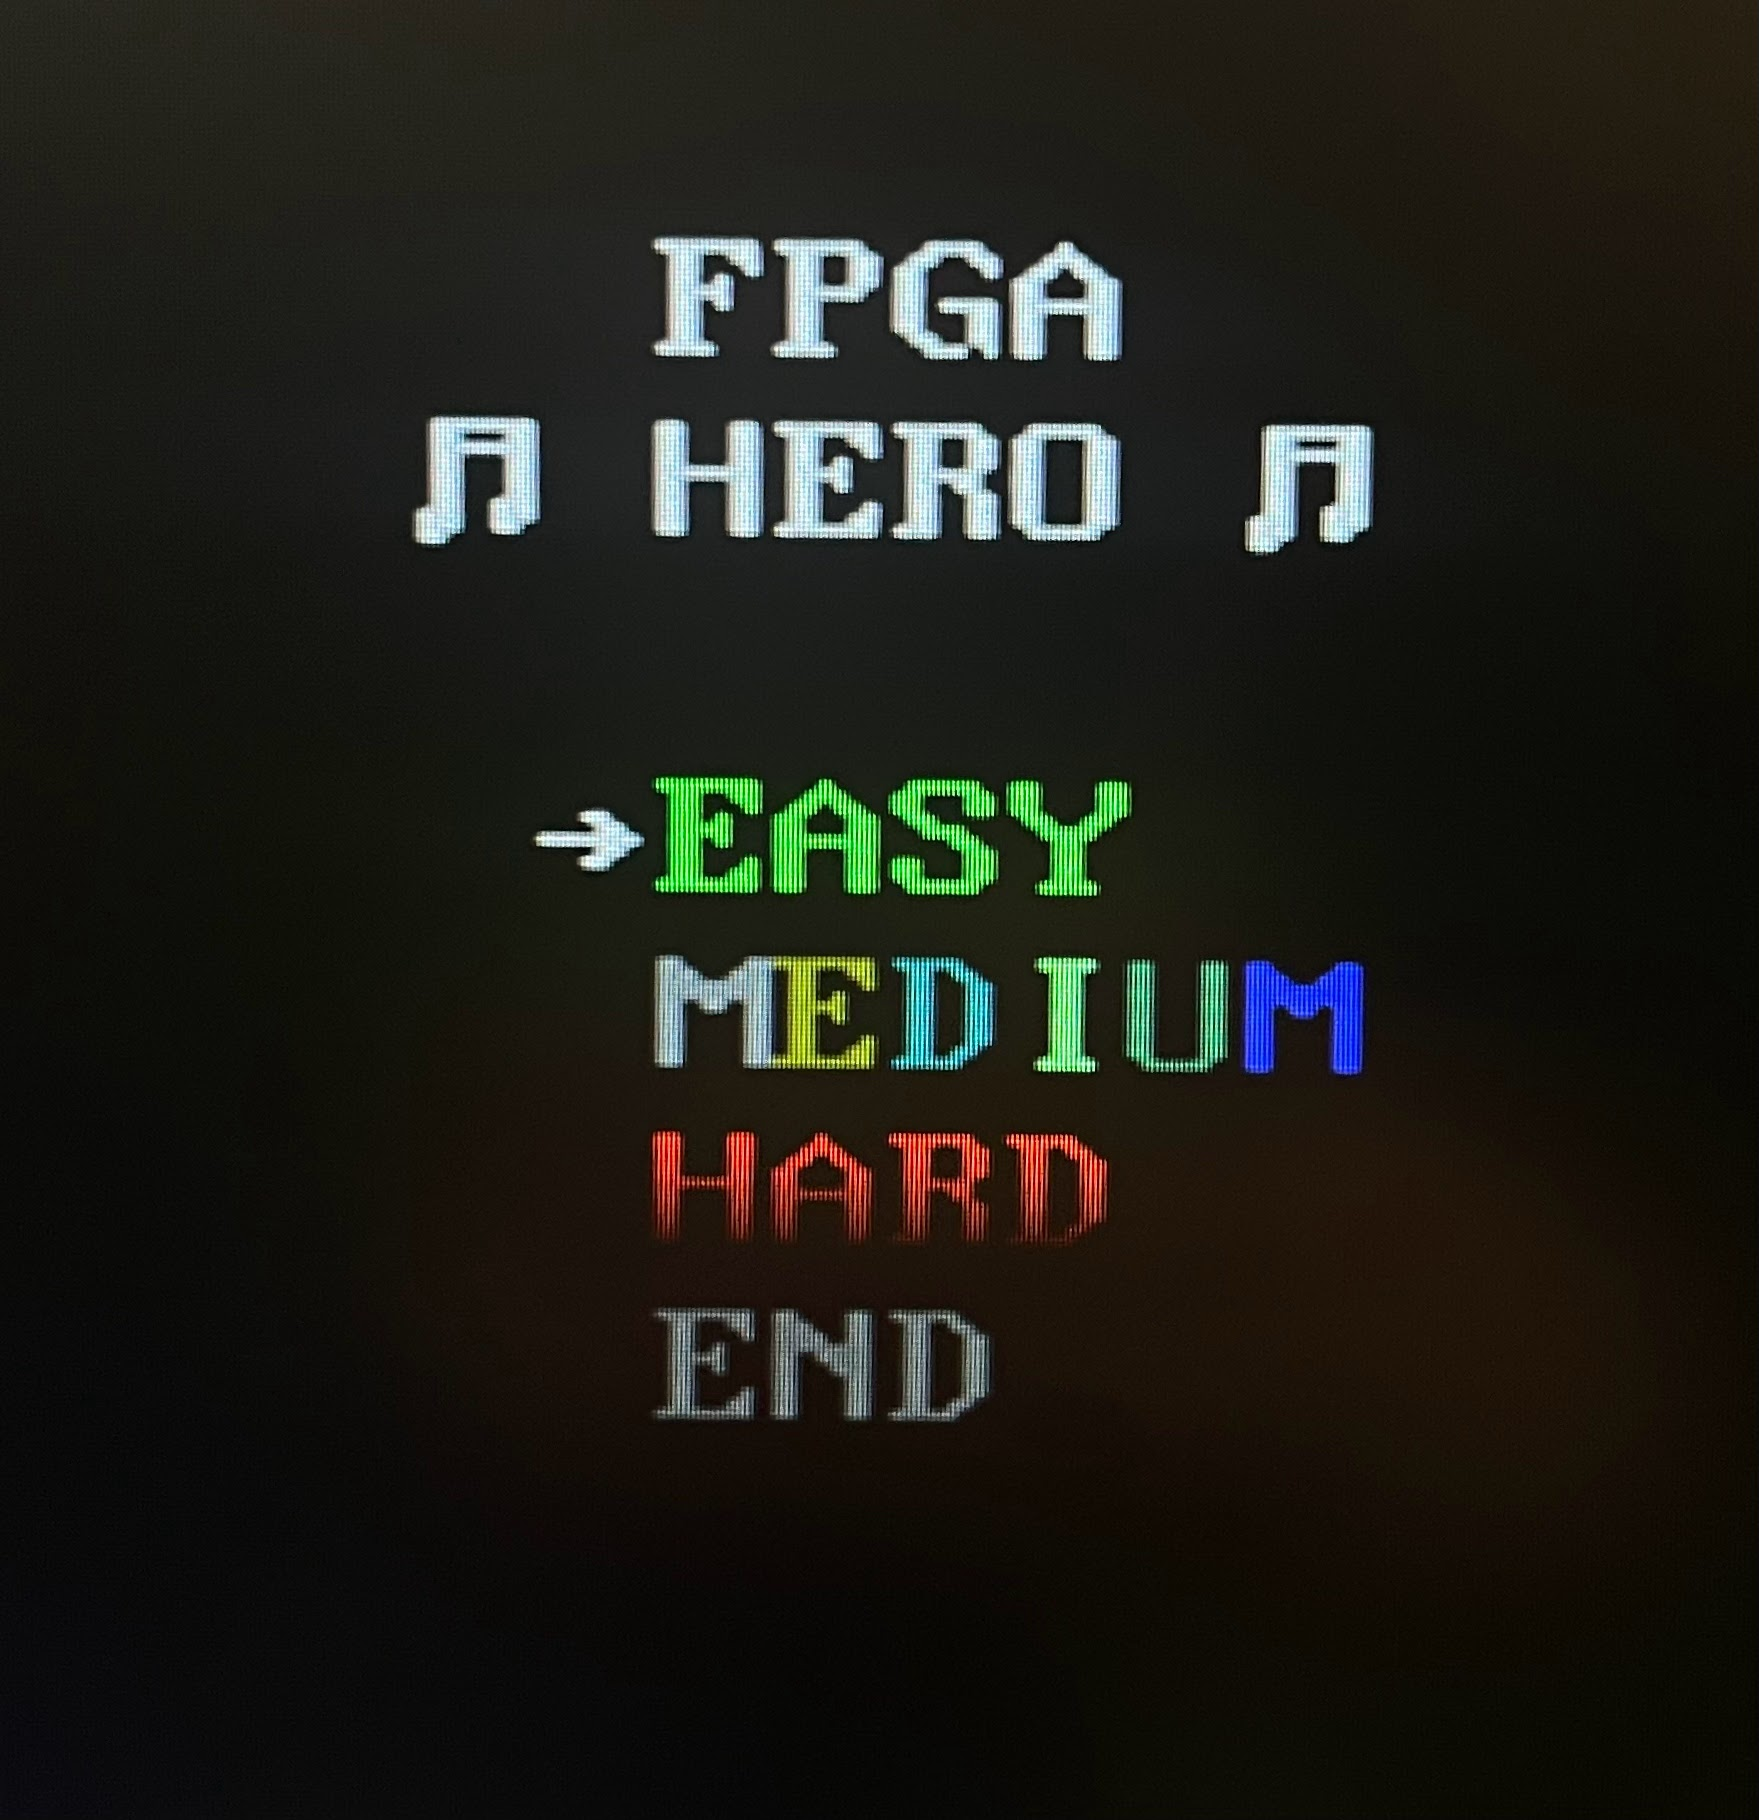 FPGA
♫ HERO ♫
→EASY
MEDIUM
HARD
END